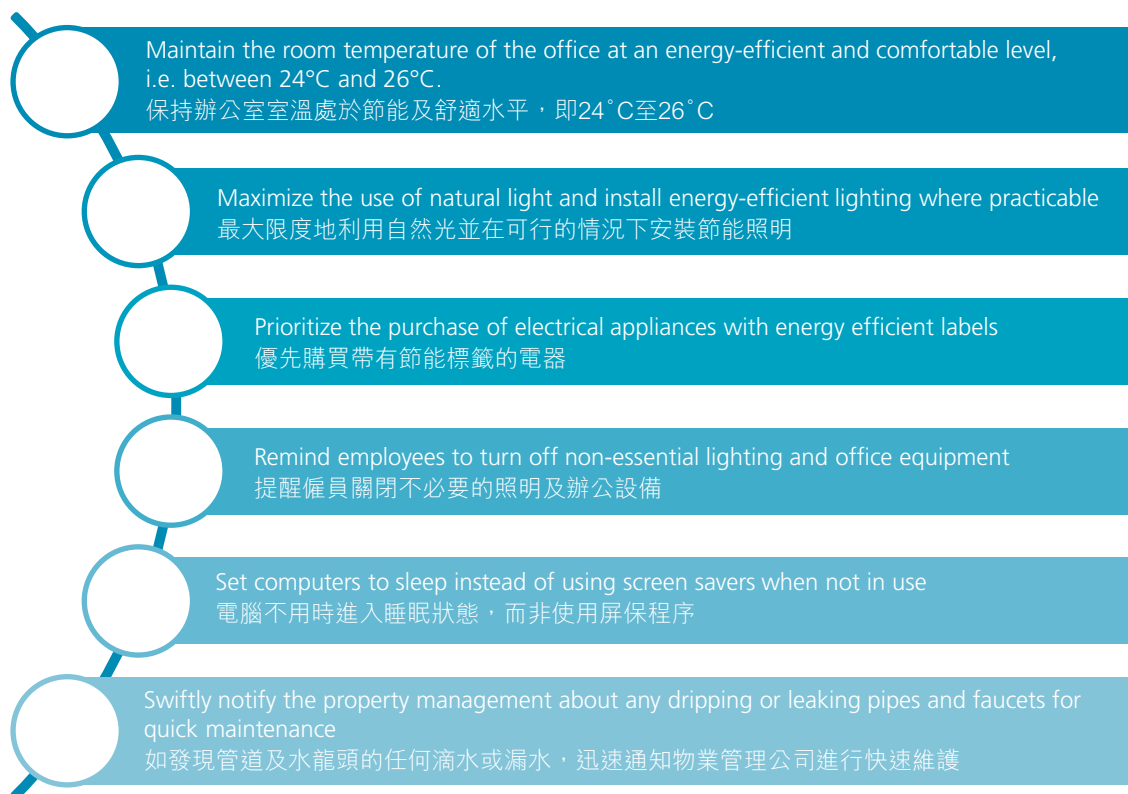 Maintain the room temperature of the office at an energy-efficient and comfortable level,
i.e. between 24°C and 26°C.
保持辦公室室溫處於節能及舒適水平，即24°C至26°C
Maximize the use of natural light and install energy-efficient lighting where practicable
最大限度地利用自然光並在可行的情況下安裝節能照明
Prioritize the purchase of electrical appliances with energy efficient labels
優先購買帶有節能標籤的電器
Remind employees to turn off non-essential lighting and office equipment
提醒僱員關閉不必要的照明及辦公設備
Set computers to sleep instead of using screen savers when not in use
電腦不用時進入睡眠狀態，而非使用屏保程序
Swiftly notify the property management about any dripping or leaking pipes and faucets for
quick maintenance
如發現管道及水龍頭的任何滴水或漏水，迅速通知物業管理公司進行快速維護